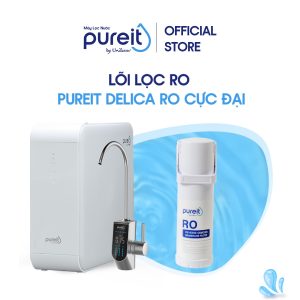 Máy Lọc Nước
pureit
by Unilever
OFFICIAL
STORE
LÕI LỌC RO
PUREIT DELICA RO CỰC ĐẠI
pureit
pureit
RO